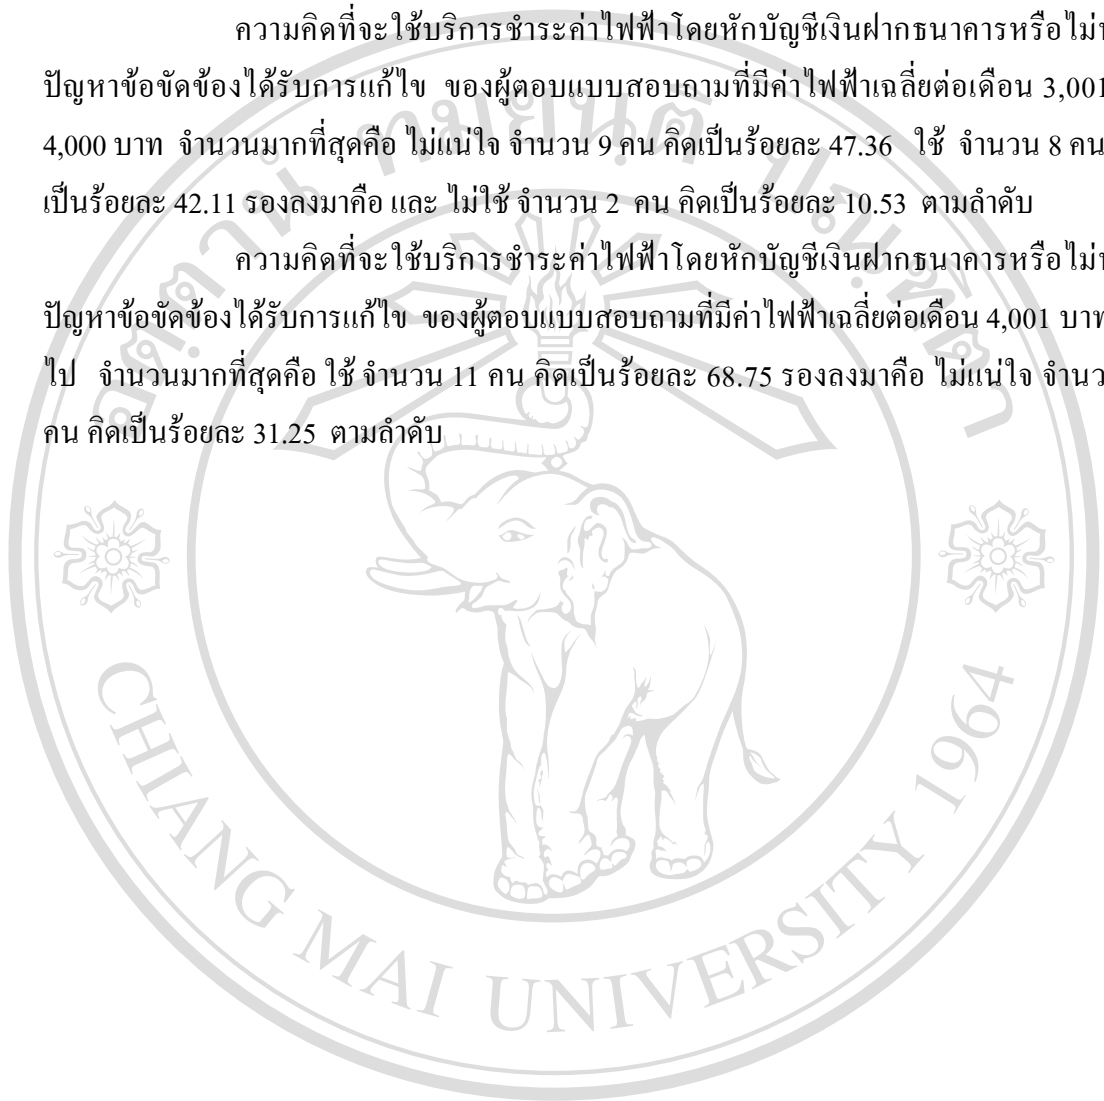 ความคิดที่จะใช้บริการชำระค่าไฟฟ้าโดยหักบัญชีเงินฝากธนาคารหรือไม่
ปัญหาข้อขัดข้องได้รับการแก้ไข ของผู้ตอบแบบสอบถามที่มีค่าไฟฟ้าเฉลี่ยต่อเดือน 3,001
4,000 บาท จำนวนมากที่สุดคือ ไม่แน่ใจ จำนวน 9 คน คิดเป็นร้อยละ 47.36 ใช้ จำนวน 8 คน
เป็นร้อยละ 42.11 รองลงมาคือ และ ไม่ใช้ จำนวน 2 คน คิดเป็นร้อยละ 10.53 ตามลำดับ
ความคิดที่จะใช้บริการชำระค่าไฟฟ้าโดยหักบัญชีเงินฝากธนาคารหรือไม่
ปัญหาข้อขัดข้องได้รับการแก้ไข ของผู้ตอบแบบสอบถามที่มีค่าไฟฟ้าเฉลี่ยต่อเดือน 4,001 บาท
ไป จำนวนมากที่สุดคือ ใช้ จำนวน 11 คน คิดเป็นร้อยละ 68.75 รองลงมาคือ ไม่แน่ใจ จำนว
คน คิดเป็นร้อยละ 31.25 ตามลำดับ
อตฺตานํ ทมยนฺติ ปณฺฑิตา
CHIANG MAI UNIVERSITY 1964